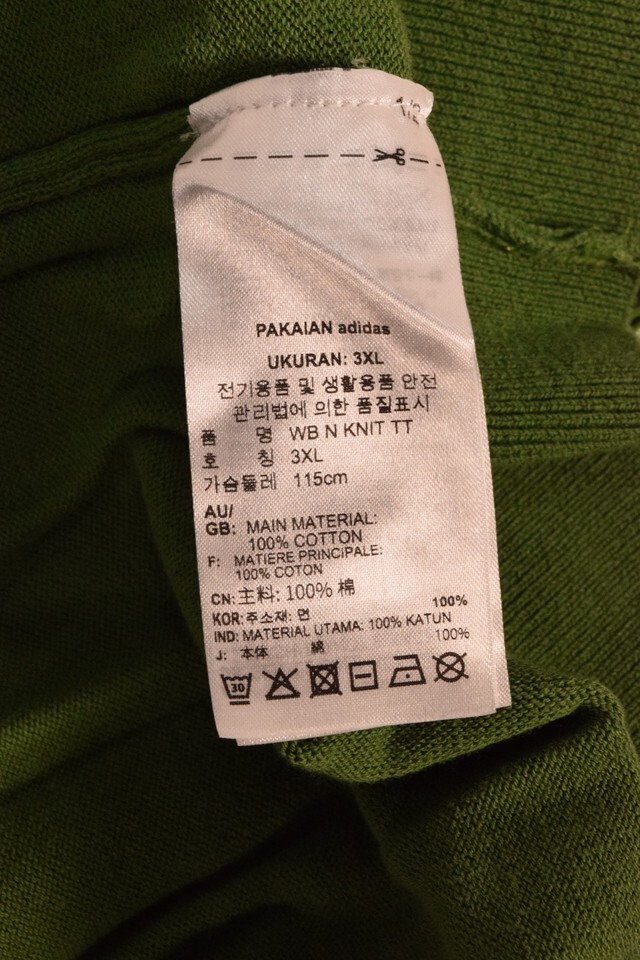 PAKAIAN adidas
UKURAN: 3XL
전기용품 및 생활용품 안전
관리법에 의한 품질표시
품 명 WB N KNIT TT
호 칭 3XL
가슴둘레 115cm
AU/
GB: MAIN MATERIAL:
100% COTTON
F: MATIERE PRINCIPALE:
100% COTON
CN: 主料: 100% 棉
KOR: 주소재: 면 100%
IND: MATERIAL UTAMA: 100% KATUN
J: 本体 綿 100%
30